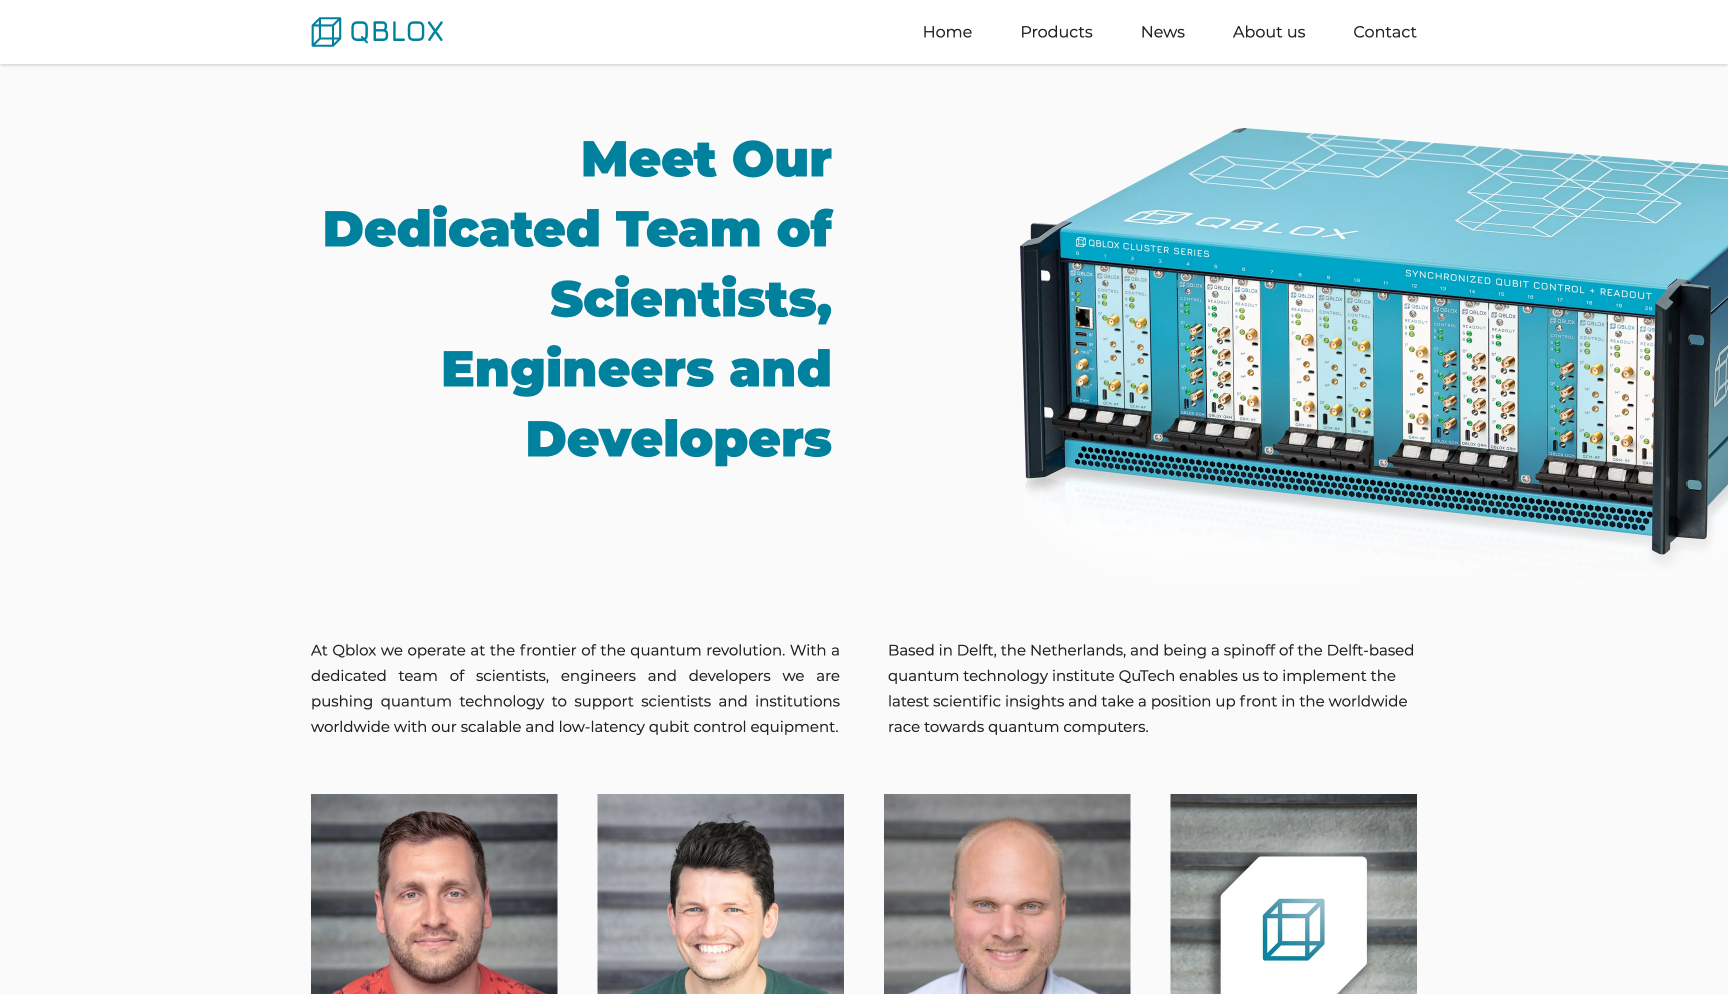 QBLOX
Home
Products
News
About us
Contact
Meet Our
Dedicated Team of
Scientists,
Engineers and
Developers
QBLOX
QBLOX CLUSTER SERIES
SYNCHRONIZED QUBIT CONTROL + READOUT
At Qblox we operate at the frontier of the quantum revolution. With a
dedicated team of scientists, engineers and developers we are
pushing quantum technology to support scientists and institutions
worldwide with our scalable and low-latency qubit control equipment.
Based in Delft, the Netherlands, and being a spinoff of the Delft-based
quantum technology institute QuTech enables us to implement the
latest scientific insights and take a position up front in the worldwide
race towards quantum computers.